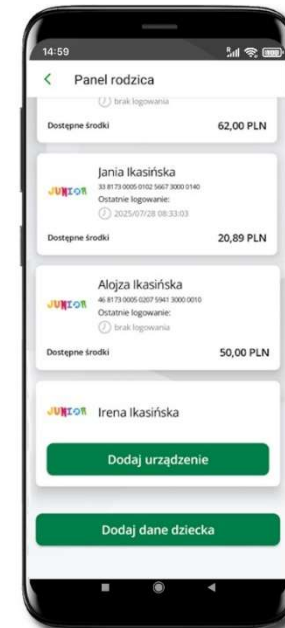 14:59
Panel rodzica
brak logowania
Dostępne środki 62,00 PLN
Jania Ikasińska
JUNIOR
33 8173 0005 0102 5667 3000 0140
Ostatnie logowanie:
2025/07/28 08:33:03
Dostępne środki 20,89 PLN
Alojza Ikasińska
JUNIOR
46 8173 0005 0207 5941 3000 0010
Ostatnie logowanie:
brak logowania
Dostępne środki 50,00 PLN
JUNIOR Irena Ikasińska
Dodaj urządzenie
Dodaj dane dziecka